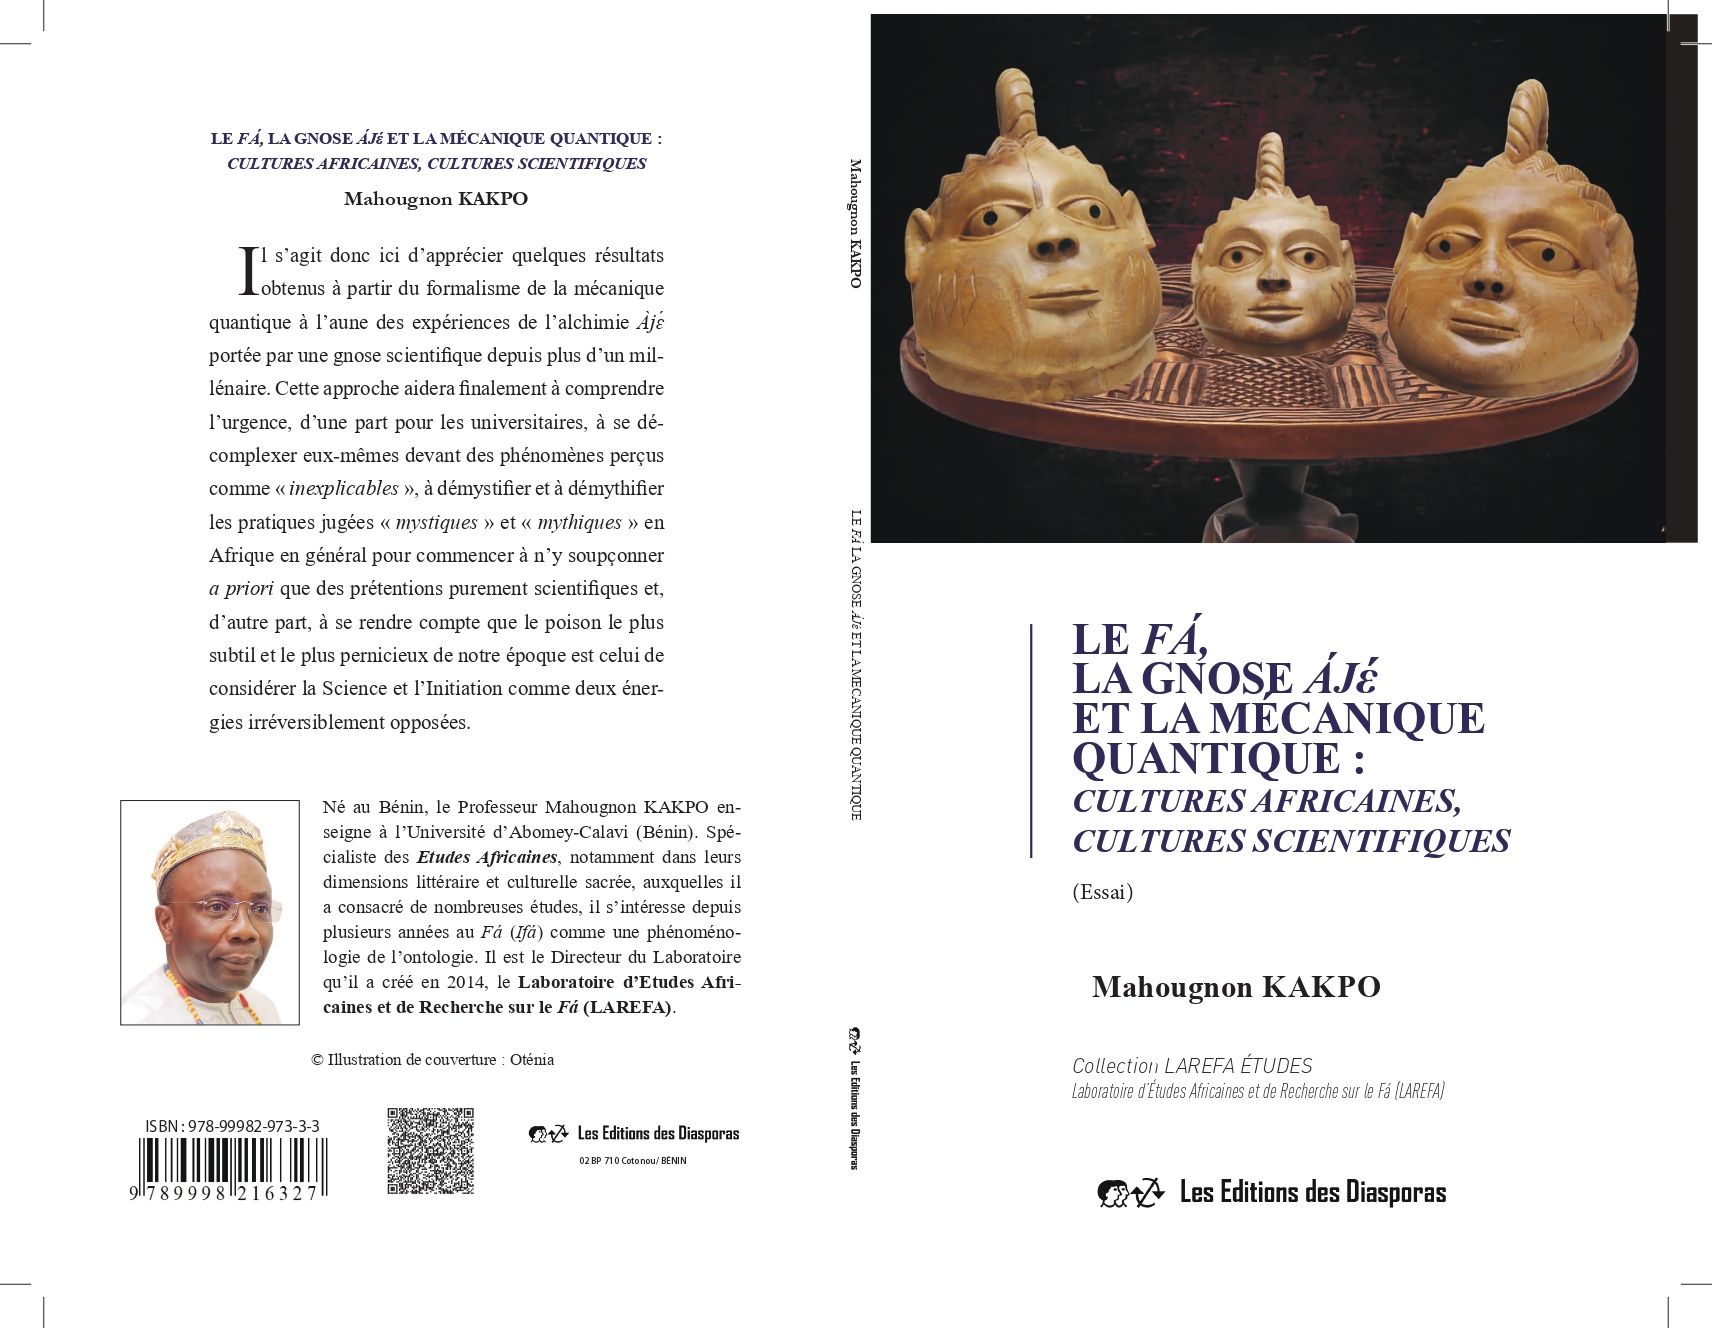 LE FÁ, LA GNOSE ÁJέ ET LA MÉCANIQUE QUANTIQUE :
CULTURES AFRICAINES, CULTURES SCIENTIFIQUES
Mahougnon KAKPO
Il s’agit donc ici d’apprécier quelques résultats
obtenus à partir du formalisme de la mécanique
quantique à l’aune des expériences de l’alchimie Àjέ
portée par une gnose scientifique depuis plus d’un mil-
lénaire. Cette approche aidera finalement à comprendre
l’urgence, d’une part pour les universitaires, à se dé-
complexer eux-mêmes devant des phénomènes perçus
comme « inexplicables », à démystifier et à démythifier
les pratiques jugées « mystiques » et « mythiques » en
Afrique en général pour commencer à n’y soupçonner
a priori que des prétentions purement scientifiques et,
d’autre part, à se rendre compte que le poison le plus
subtil et le plus pernicieux de notre époque est celui de
considérer la Science et l’Initiation comme deux éner-
gies irréversiblement opposées.
Né au Bénin, le Professeur Mahougnon KAKPO en-
seigne à l’Université d’Abomey-Calavi (Bénin). Spé-
cialiste des Etudes Africaines, notamment dans leurs
dimensions littéraire et culturelle sacrée, auxquelles il
a consacré de nombreuses études, il s’intéresse depuis
plusieurs années au Fá (Ifá) comme une phénoméno-
logie de l’ontologie. Il est le Directeur du Laboratoire
qu’il a créé en 2014, le Laboratoire d’Etudes Afri-
caines et de Recherche sur le Fá (LAREFA).
© Illustration de couverture : Oténia
ISBN : 978-99982-973-3-3
9 789998 216327
Les Editions des Diasporas
02 BP 710 Cotonou/ BÉNIN
Mahougnon KAKPO
LE FÁ LA GNOSE ÁJέ ET LA MECANIQUE QUANTIQUE
Les Editions des Diasporas
LE FÁ,
LA GNOSE ÁJέ
ET LA MÉCANIQUE
QUANTIQUE :
CULTURES AFRICAINES,
CULTURES SCIENTIFIQUES
(Essai)
Mahougnon KAKPO
Collection LAREFA ÉTUDES
Laboratoire d’Études Africaines et de Recherche sur le Fá (LAREFA)
Les Editions des Diasporas